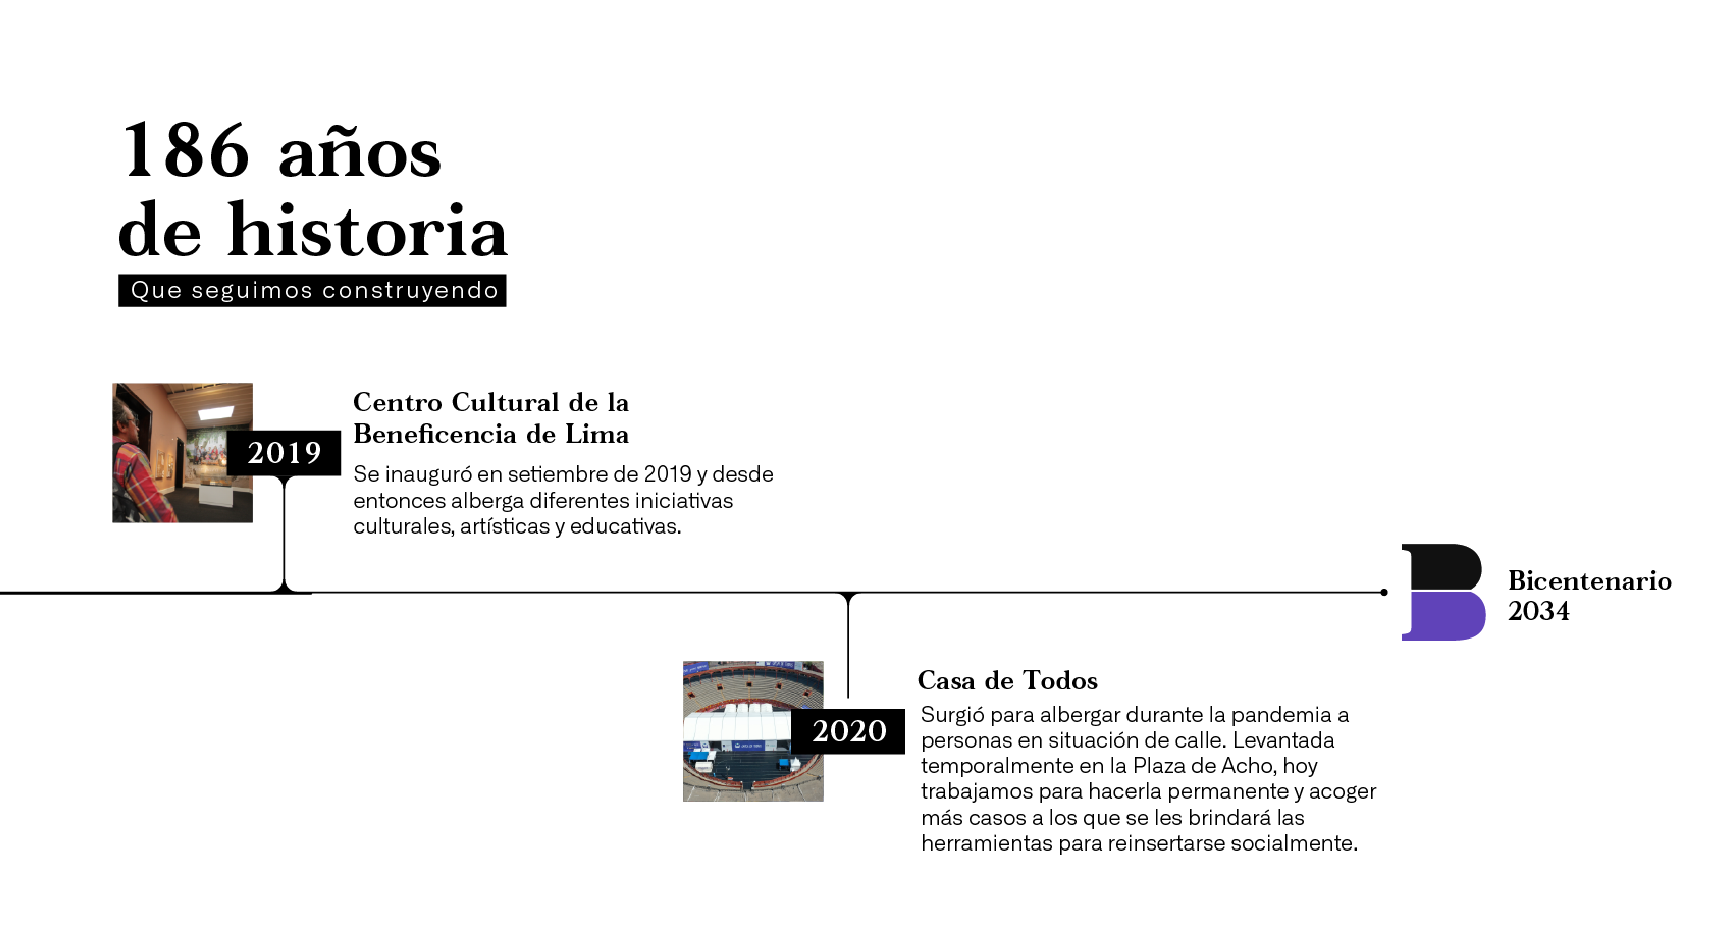 186 años
de historia
Que seguimos construyendo
2019
Centro Cultural de la
Beneficencia de Lima
Se inauguró en setiembre de 2019 y desde
entonces alberga diferentes iniciativas
culturales, artísticas y educativas.
Bicentenario
2034
2020
Casa de Todos
Surgió para albergar durante la pandemia a
personas en situación de calle. Levantada
temporalmente en la Plaza de Acho, hoy
trabajamos para hacerla permanente y acoger
más casos a los que se les brindará las
herramientas para reinsertarse socialmente.